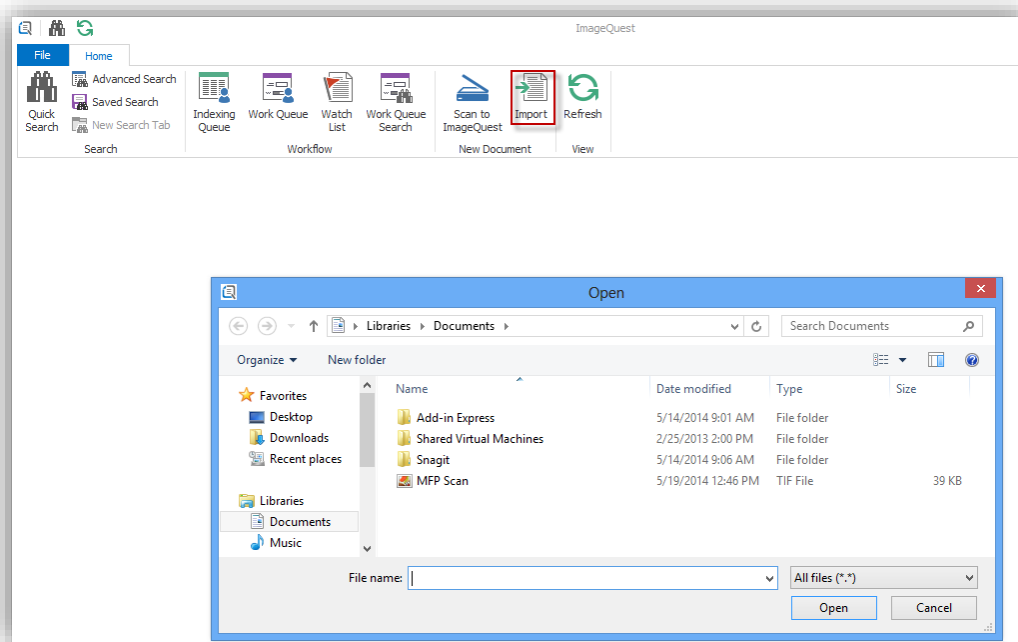 ImageQuest
File Home
Quick Search
Advanced Search
Saved Search
New Search Tab
Search
Indexing Queue
Work Queue
Watch List
Work Queue Search
Workflow
Scan to ImageQuest
Import
New Document
Refresh
View
Open
Libraries Documents
Search Documents
Organize New folder
Name Date modified Type Size
Favorites
Desktop
Downloads
Recent places
Libraries
Documents
Music
Add-in Express 5/14/2014 9:01 AM File folder
Shared Virtual Machines 2/25/2013 2:00 PM File folder
Snagit 5/14/2014 9:06 AM File folder
MFP Scan 5/19/2014 12:46 PM TIF File 39 KB
File name: All files (*.*)
Open Cancel